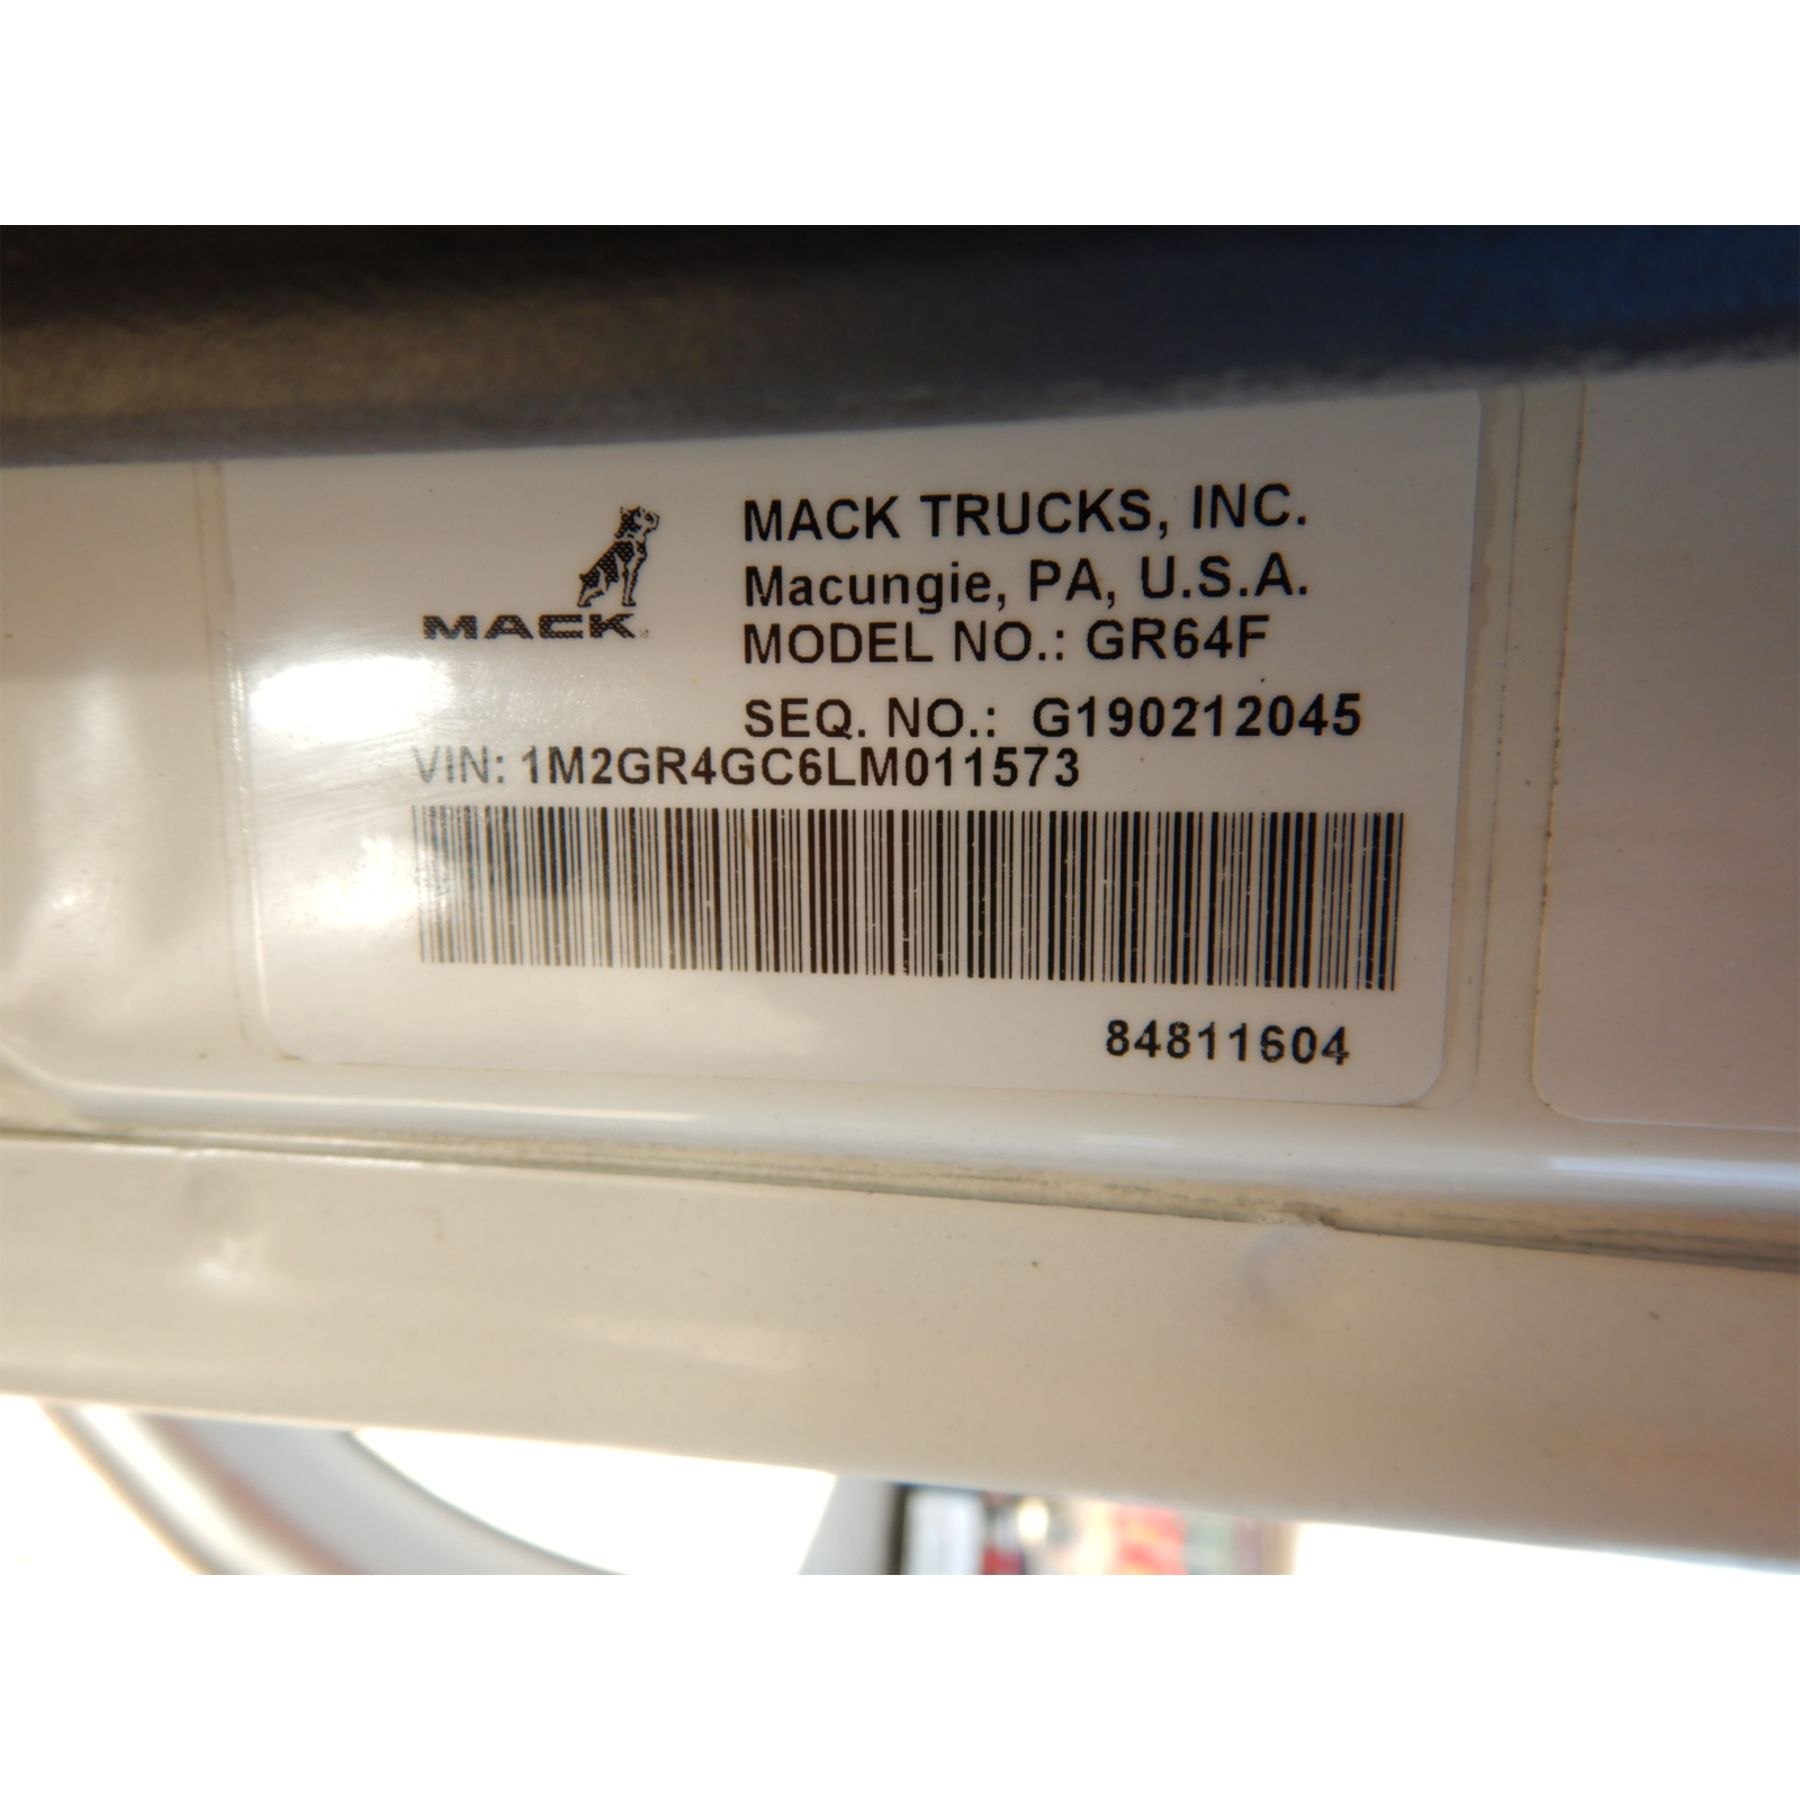 MACK
MACK TRUCKS, INC.
Macungie, PA, U.S.A.
MODEL NO.: GR64F
SEQ. NO.: G190212045
VIN: 1M2GR4GC6LM011573
84811604